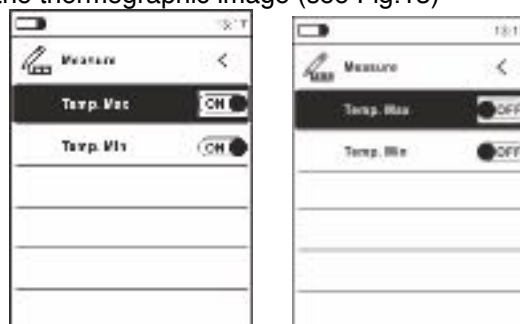 the thermographic image (see Fig.
Measure <
Temp. Max ON
Temp. Min ON
Measure <
Temp. Max OFF
Temp. Min OFF